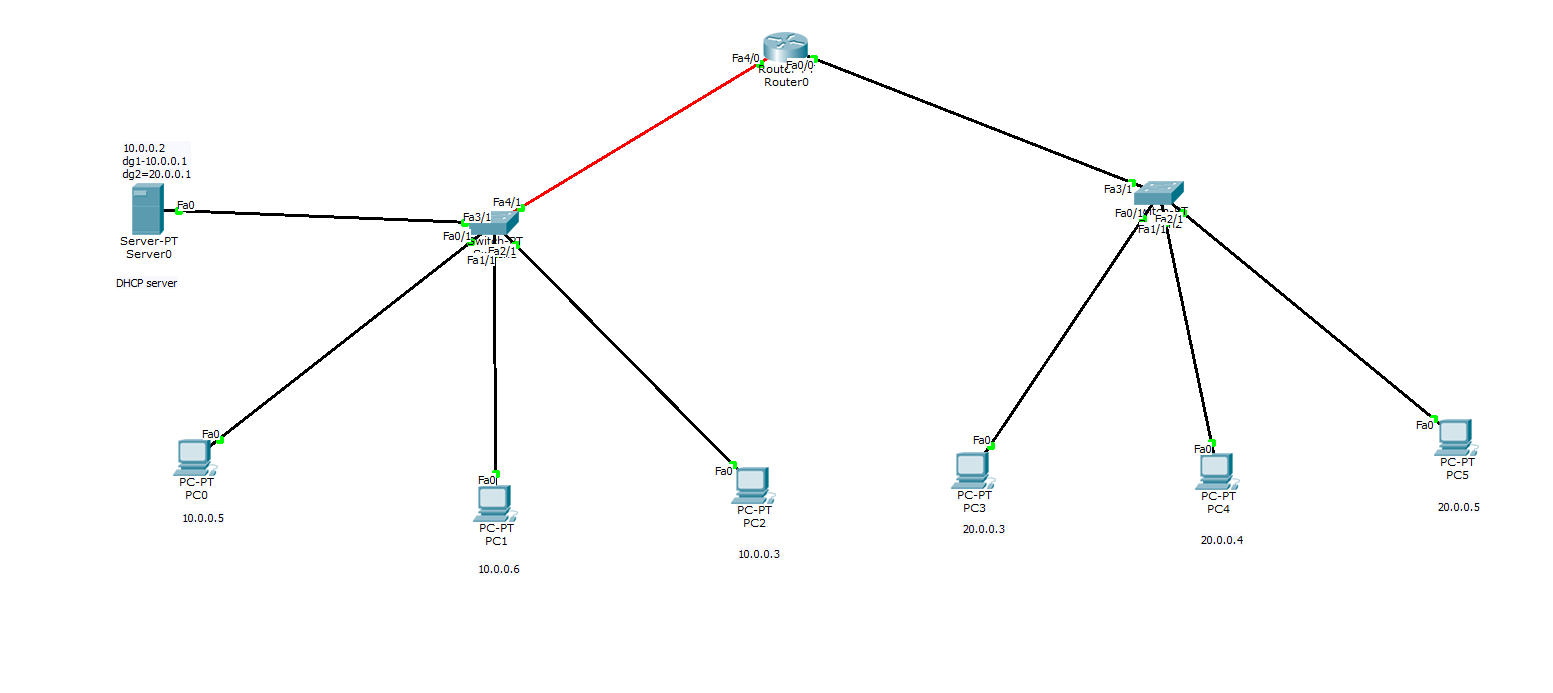 Fa4/0
Fa0/0
Router0
10.0.0.2
dg1-10.0.0.1
dg2=20.0.0.1
Fa0
Server-PT
Server0
DHCP server
Fa4/1
Fa3/1
Fa0/1
Fa2/1
Fa1/1
Fa3/1
Fa0/1
Fa2/1
Fa1/1
Fa0
PC-PT
PC0
10.0.0.5
Fa0
PC-PT
PC1
10.0.0.6
Fa0
PC-PT
PC2
10.0.0.3
Fa0
PC-PT
PC3
20.0.0.3
Fa0
PC-PT
PC4
20.0.0.4
Fa0
PC-PT
PC5
20.0.0.5